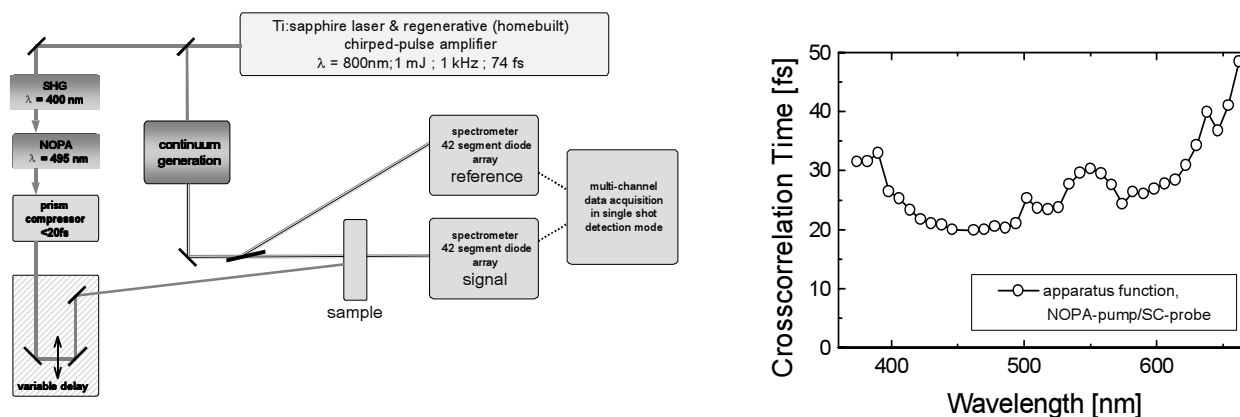 Ti:sapphire laser & regenerative (homebuilt)
chirped-pulse amplifier
λ = 800nm; 1 mJ ; 1 kHz ; 74 fs
SHG
λ = 400 nm
NOPA
λ = 495 nm
prism
compressor
<20fs
variable delay
continuum
generation
sample
spectrometer
42 segment diode
array
reference
spectrometer
42 segment diode
array
signal
multi-channel
data acquisition
in single shot
detection mode
Crosscorrelation Time [fs]
50
40
30
20
10
0
apparatus function,
NOPA-pump/SC-probe
400
500
600
Wavelength [nm]